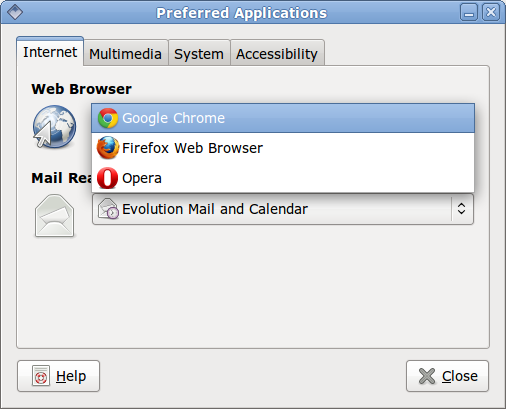 Preferred Applications
Internet Multimedia System Accessibility
Web Browser
Google Chrome
Firefox Web Browser
Opera
Mail Rea
Evolution Mail and Calendar
Help Close